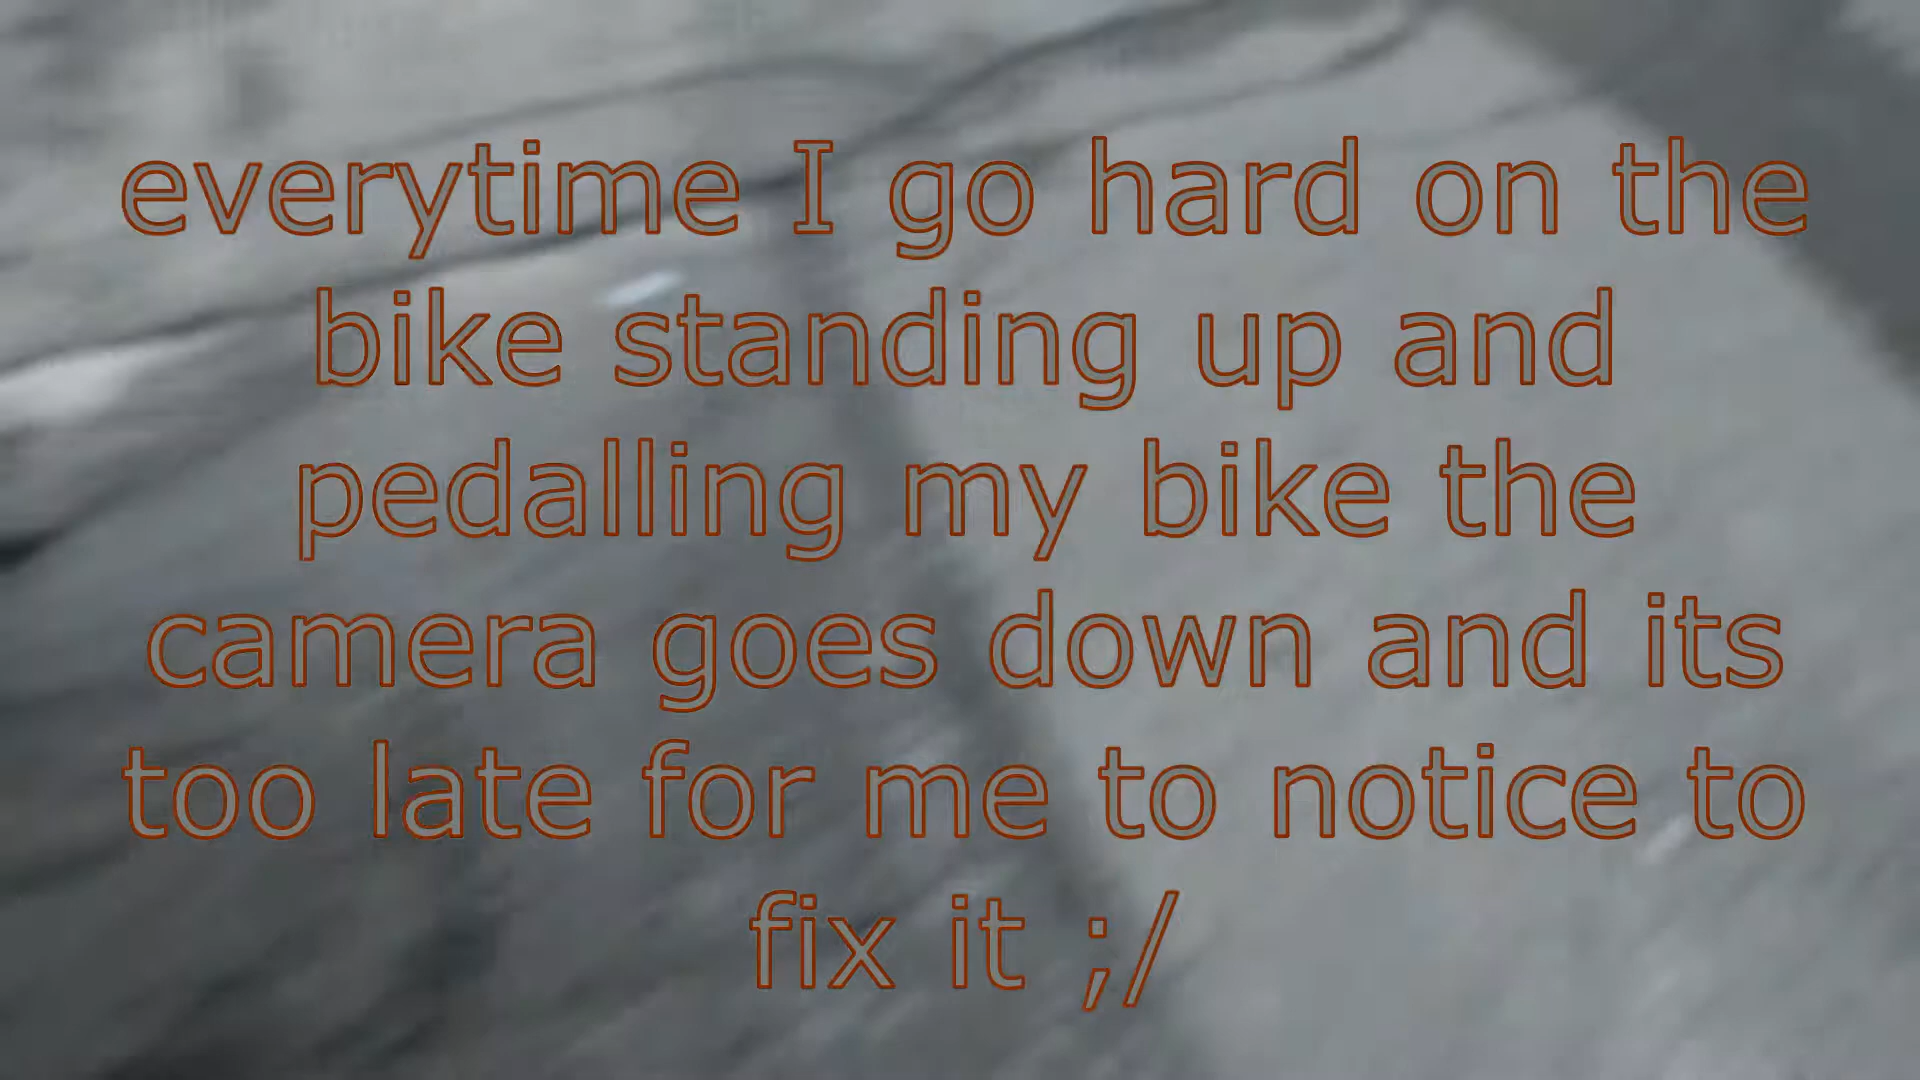 everytime I go hard on the
bike standing up and
pedalling my bike the
camera goes down and its
too late for me to notice to
fix it ;/